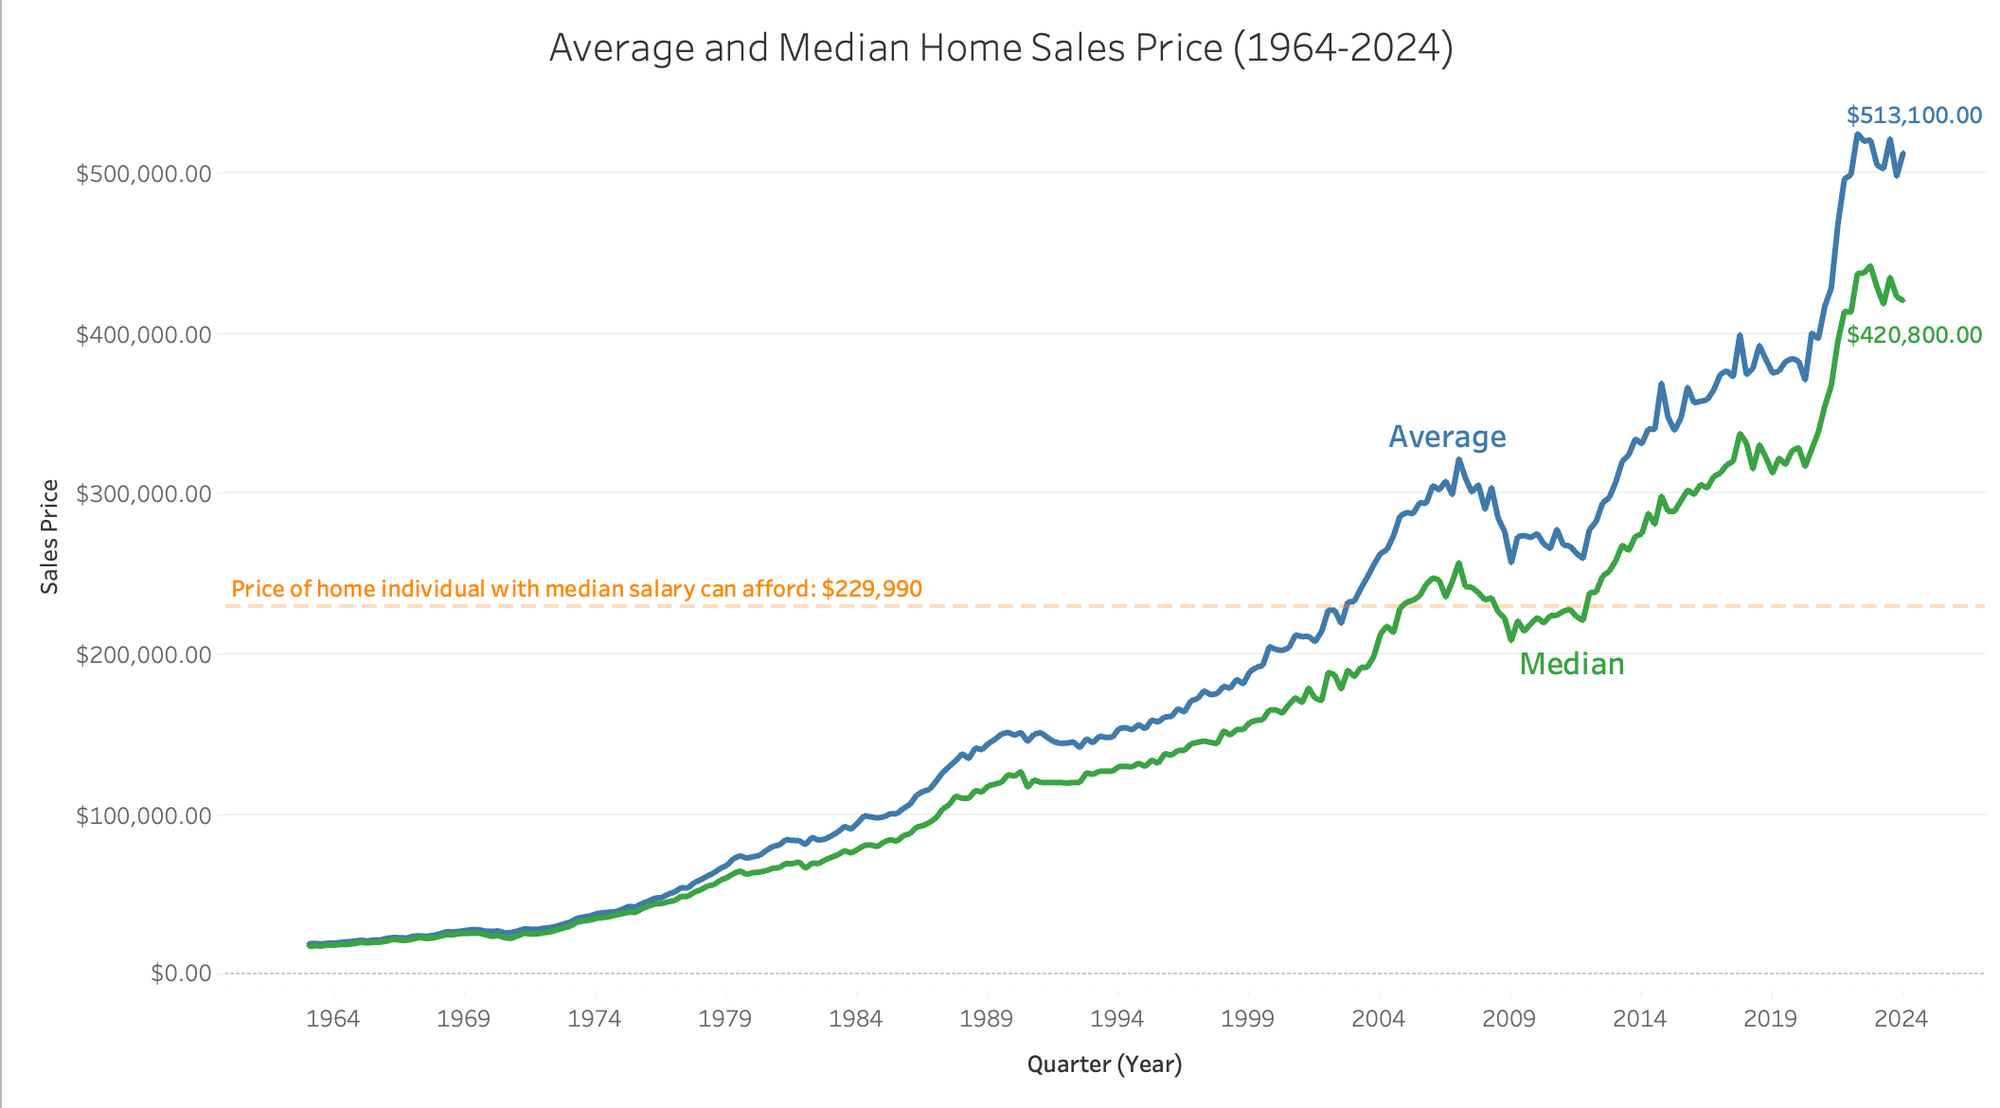 Average and Median Home Sales Price (1964-2024)
$513,100.00
$500,000.00
$400,000.00
$420,800.00
Average
$300,000.00
Sales Price
Price of home individual with median salary can afford: $229,990
$200,000.00
Median
$100,000.00
$0.00
1964 1969 1974 1979 1984 1989 1994 1999 2004 2009 2014 2019 2024
Quarter (Year)